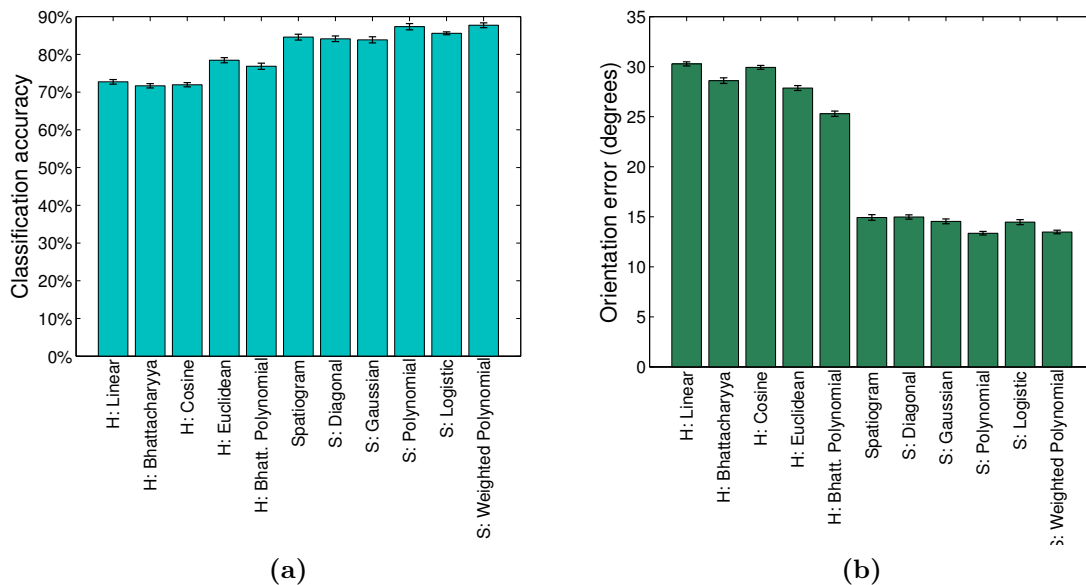 90%
80%
70%
60%
50%
40%
30%
20%
10%
0%
Classification accuracy
H: Linear
H: Bhattacharyya
H: Cosine
H: Euclidean
H: Bhatt. Polynomial
Spatiogram
S: Diagonal
S: Gaussian
S: Polynomial
S: Logistic
S: Weighted Polynomial
(a)
35
30
25
20
15
10
5
0
Orientation error (degrees)
H: Linear
H: Bhattacharyya
H: Cosine
H: Euclidean
H: Bhatt. Polynomial
Spatiogram
S: Diagonal
S: Gaussian
S: Polynomial
S: Logistic
S: Weighted Polynomial
(b)